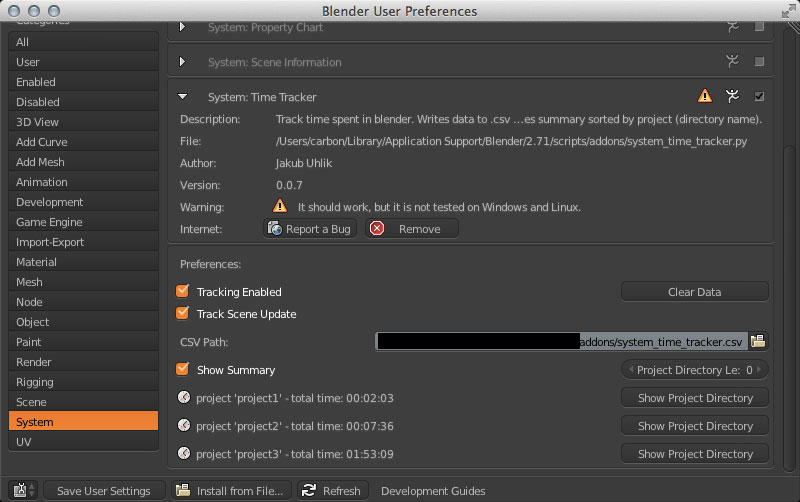 Blender User Preferences
System: Property Chart
All
System: Scene Information
User
Enabled
System: Time Tracker
Disabled
3D View
Description: Track time spent in blender. Writes data to .csv ...es summary sorted by project (directory name).
Add Curve
File: /Users/carbon/Library/Application Support/Blender/2.71/scripts/addons/system_time_tracker.py
Add Mesh
Author: Jakub Uhlik
Animation
Version: 0.0.7
Development
Warning: It should work, but it is not tested on Windows and Linux.
Game Engine
Internet: Report a Bug Remove
Import-Export
Material
Preferences:
Mesh
Tracking Enabled Clear Data
Node
Track Scene Update
Object
Paint
CSV Path: addons/system_time_tracker.csv
Render
Show Summary Project Directory Le: 0
Rigging
Scene
project 'project1' - total time: 00:02:03 Show Project Directory
System
project 'project2' - total time: 00:07:36 Show Project Directory
UV
project 'project3' - total time: 01:53:09 Show Project Directory
Save User Settings Install from File... Refresh Development Guides